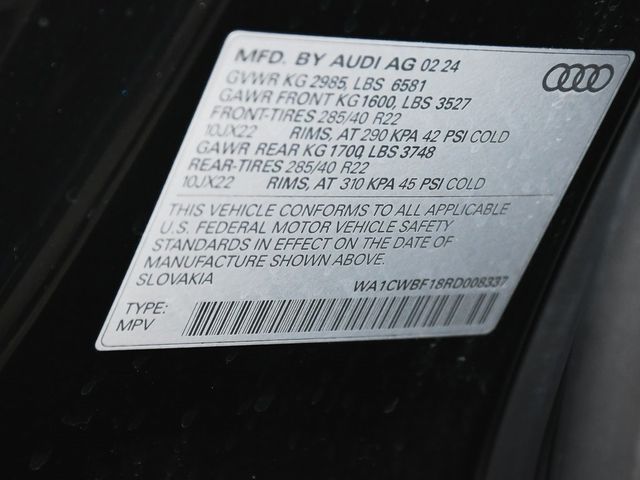 MFD. BY AUDI AG 02 24
GVWR KG 2985, LBS 6581
GAWR FRONT KG 1600, LBS 3527
FRONT-TIRES 285/40 R22
10JX22 RIMS, AT 290 KPA 42 PSI COLD
GAWR REAR KG 1700, LBS 3748
REAR-TIRES 285/40 R22
10JX22 RIMS, AT 310 KPA 45 PSI COLD
THIS VEHICLE CONFORMS TO ALL APPLICABLE
U.S. FEDERAL MOTOR VEHICLE SAFETY
STANDARDS IN EFFECT ON THE DATE OF
MANUFACTURE SHOWN ABOVE.
SLOVAKIA WA1CWBF18RD008337
TYPE:
MPV